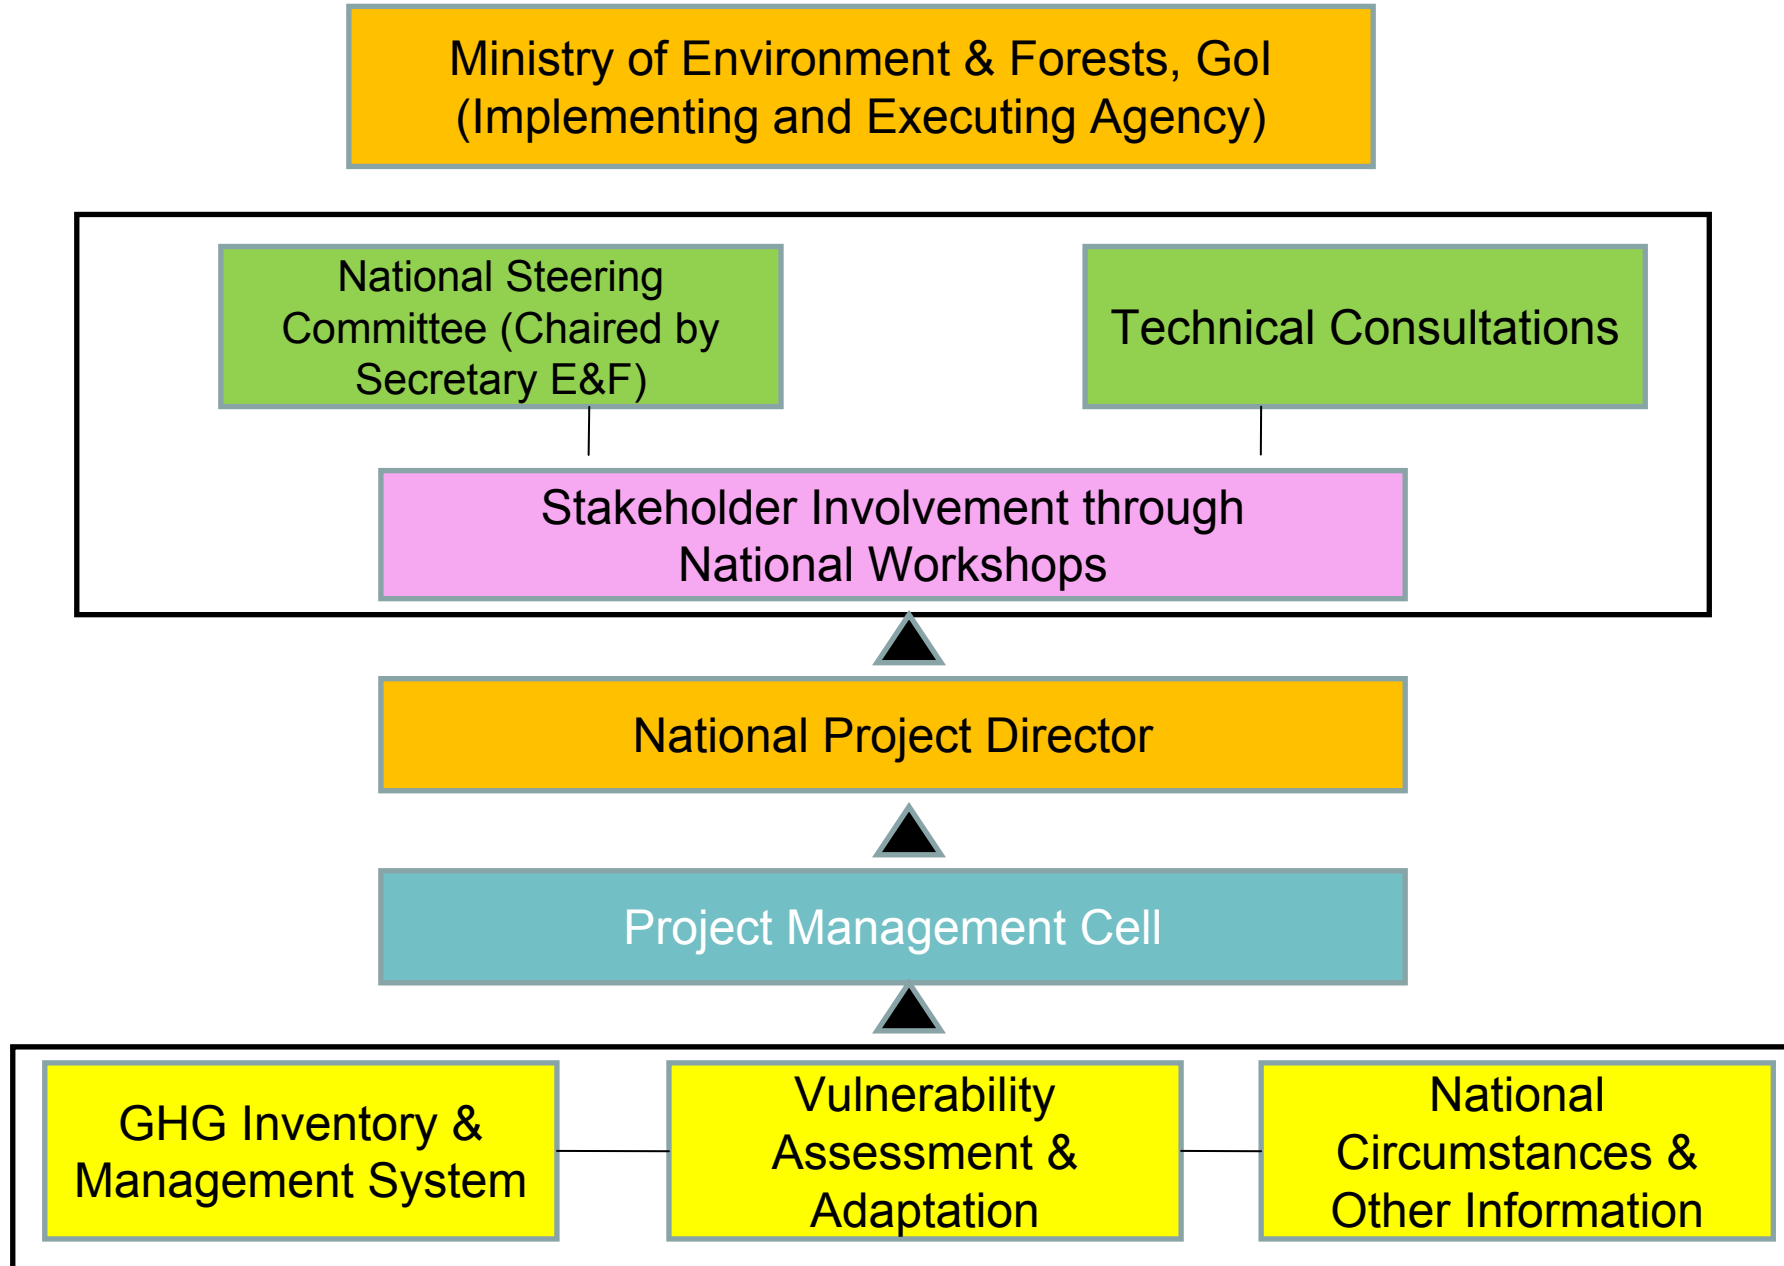 Ministry of Environment & Forests, GoI
(Implementing and Executing Agency)
National Steering
Committee (Chaired by
Secretary E&F)
Technical Consultations
Stakeholder Involvement through
National Workshops
National Project Director
Project Management Cell
GHG Inventory &
Management System
Vulnerability
Assessment &
Adaptation
National
Circumstances &
Other Information